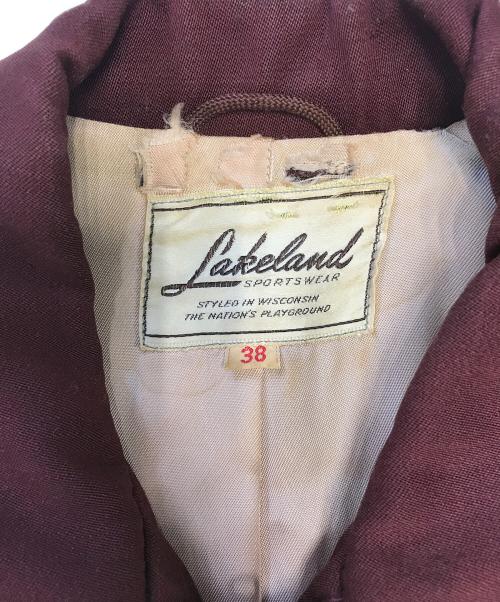 Lakeland
SPORTSWEAR
STYLED IN WISCONSIN
THE NATION'S PLAYGROUND
38